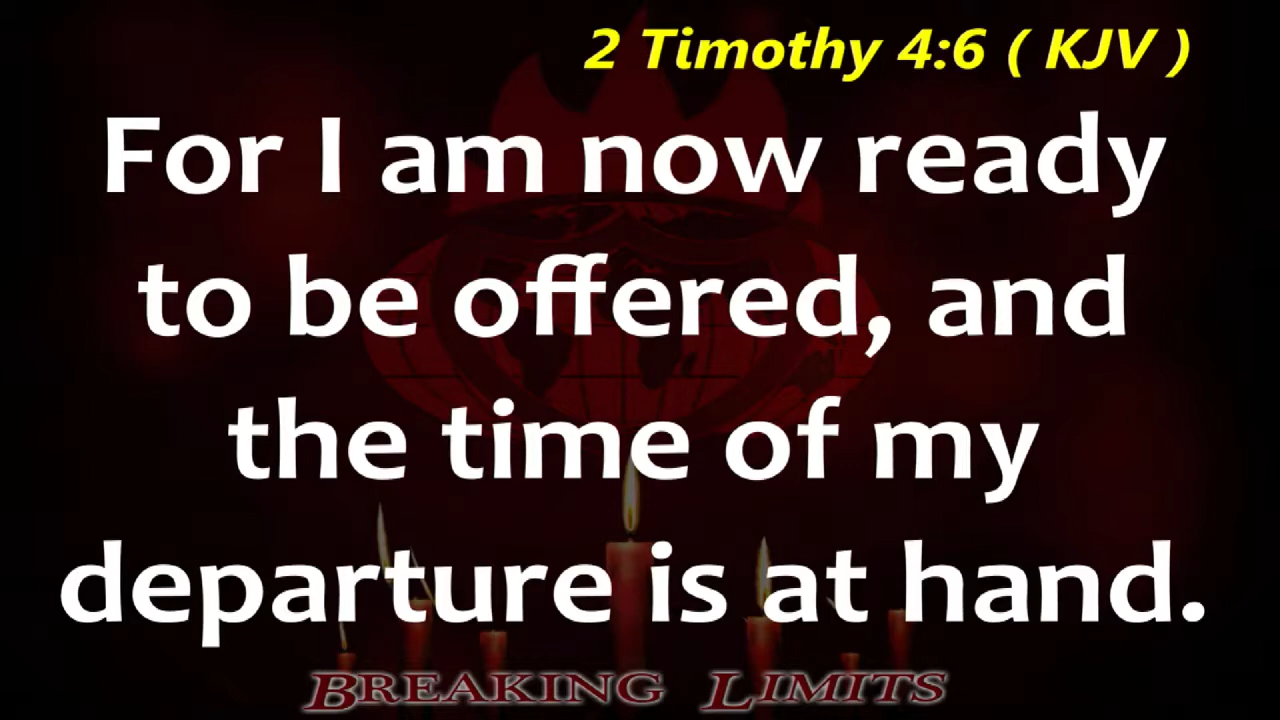 2 Timothy 4:6 ( KJV )
For I am now ready
to be offered, and
the time of my
departure is at hand.
BREAKING LIMITS